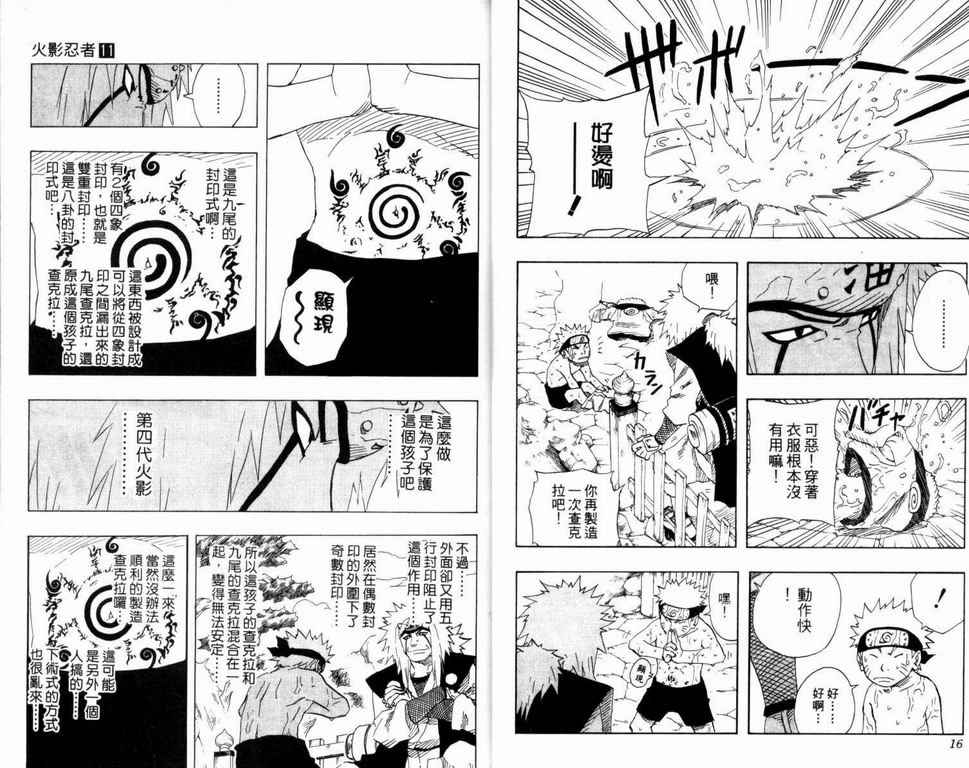 好燙啊
——!
油
………
喂!
カラン
你再製造
一次查克
拉吧!
バチャ
可惡!穿著
衣服根本沒
有用嘛!
!
動作快
好…
好啊…
嘿!
顯現
16
火影忍者11
顯現
………
這是九尾的
封印式啊…
有2個四象
封印,也就是
雙重封印……
這是八卦的封
印式吧…
這東西被設計成
可以將從四象封
印之間漏出來的
九尾查克拉,還
原成這個孩子的
查克拉……
這麼做
是為了保護
這個孩子吧
………
第四代火影
………
不過……
外面卻又用五
行封印阻止了
這個作用……
居然在偶數封
印的外圍下了
奇數封印……
所以這孩子的查克拉和
九尾的查克拉混合在一
起,變得無法安定……
這麼一來
當然沒辦法
順利的製造
查克拉囉…
這可能
是另外一個
人搞的……
下術式的方式
也很亂來……